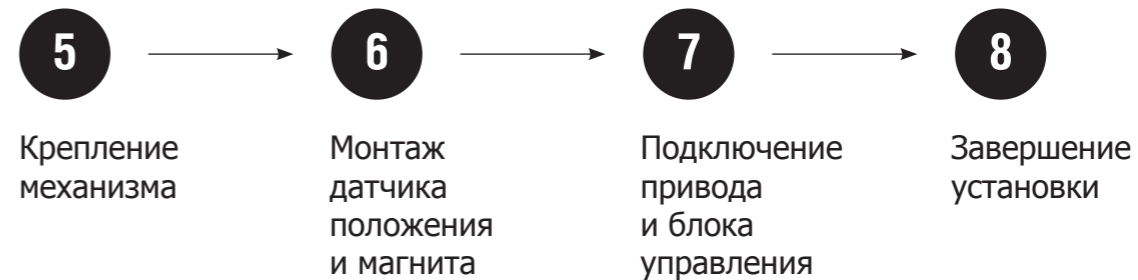 5
6
7
8
Крепление
механизма
Монтаж
датчика
положения
и магнита
Подключение
привода
и блока
управления
Завершение
установки